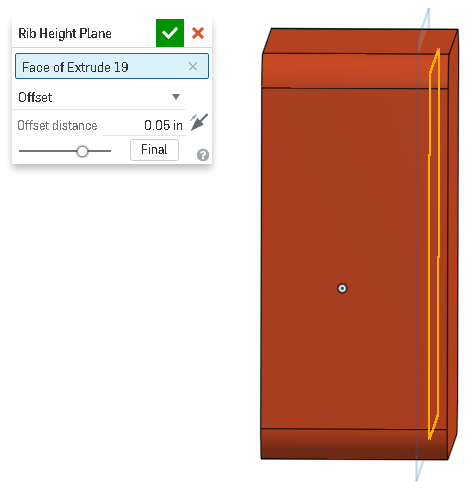 Rib Height Plane
Face of Extrude 19
Offset
Offset distance 0.05 in
Final